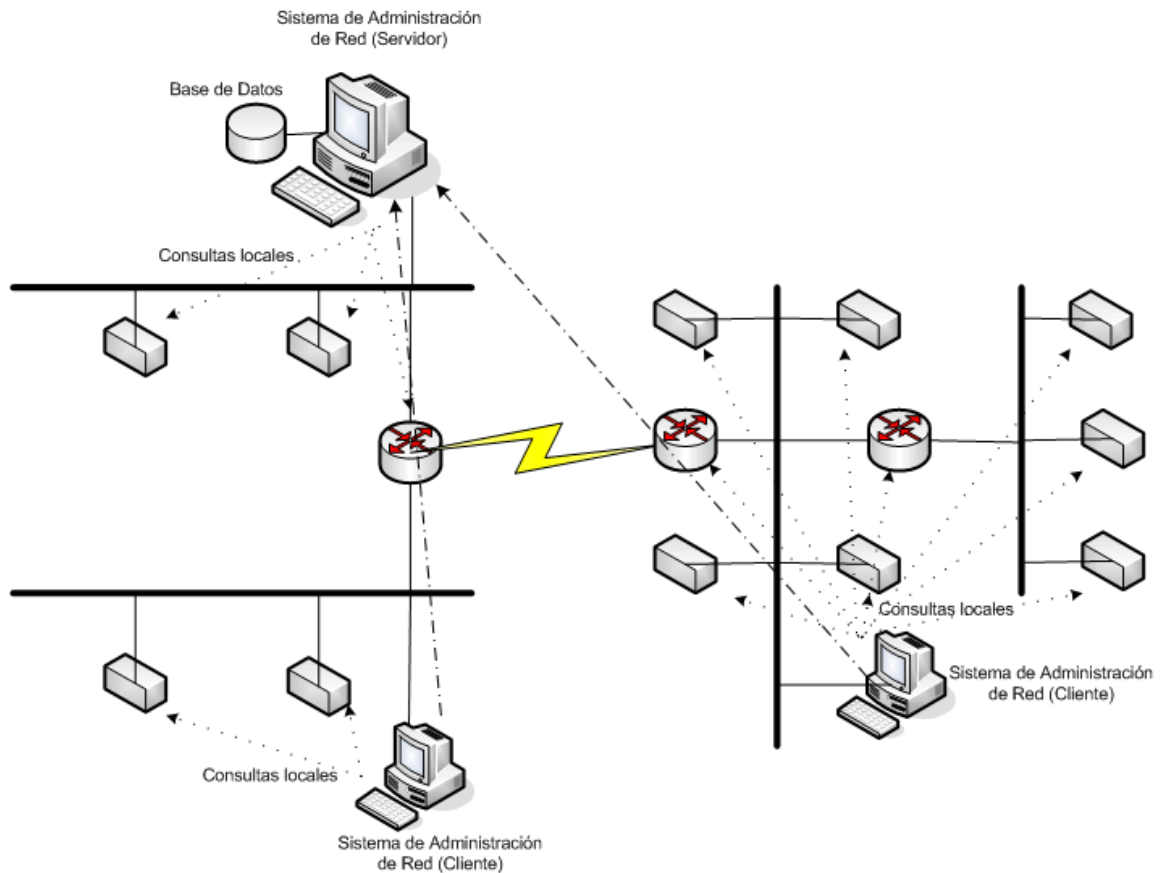 Sistema de Administración
de Red (Servidor)
Base de Datos
Consultas locales
Consultas locales
Sistema de Administración
de Red (Cliente)
Consultas locales
Sistema de Administración
de Red (Cliente)